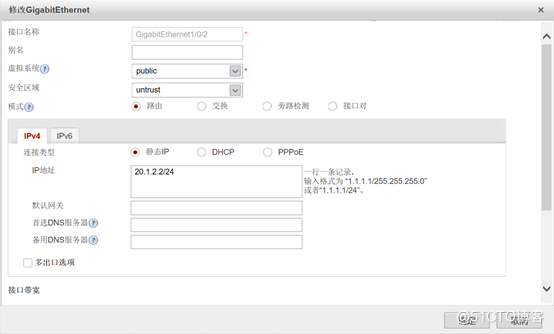 修改GigabitEthernet
接口名称 GigabitEthernet1/0/2 *
别名
虚拟系统 ? public *
安全区域 untrust
模式 ? 路由 交换 旁路检测 接口对
IPv4 IPv6
连接类型 静态IP DHCP PPPoE
IP地址 20.1.2.2/24 一行一条记录,
输入格式为 "1.1.1.1/255.255.255.0"
或者"1.1.1.1/24"。
默认网关
首选DNS服务器 ?
备用DNS服务器 ?
多出口选项
接口带宽
确定 取消
@51CTO博客